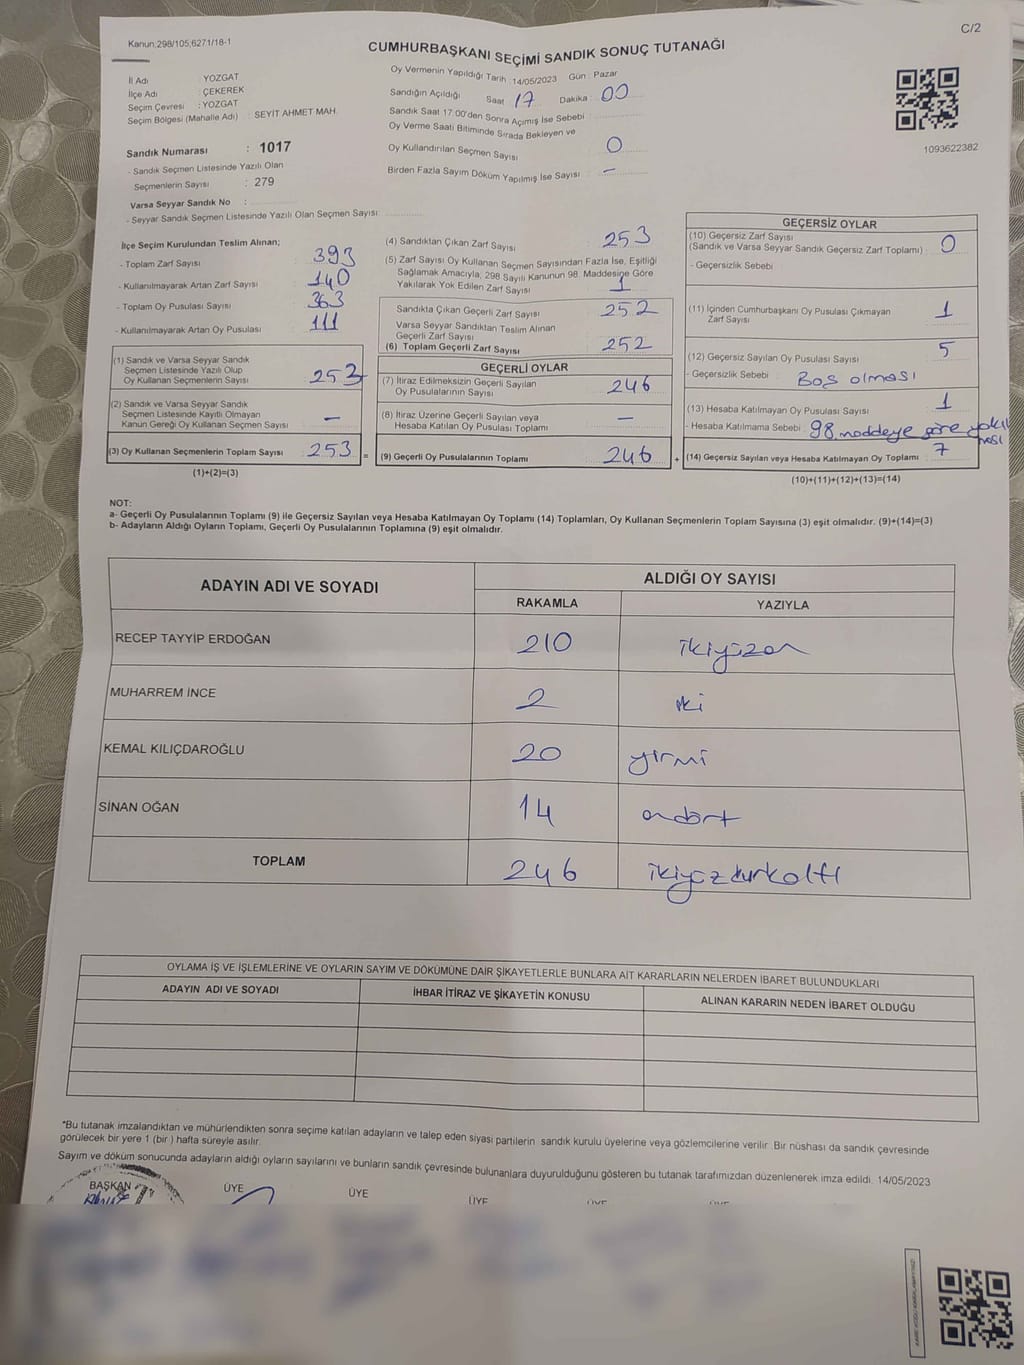 C/2
Kanun,298/105,6271/18-1
CUMHURBAŞKANI SEÇİMİ SANDIK SONUÇ TUTANAĞI
İl Adı : YOZGAT
İlçe Adı : ÇEKEREK
Seçim Çevresi : YOZGAT
Seçim Bölgesi (Mahalle Adı) : SEYİT AHMET MAH.
Sandık Numarası : 1017
- Sandık Seçmen Listesinde Yazılı Olan
Seçmenlerin Sayısı : 279
Varsa Seyyar Sandık No :
- Seyyar Sandık Seçmen Listesinde Yazılı Olan Seçmen Sayısı:
Oy Vermenin Yapıldığı Tarih : 14/05/2023 Gün : Pazar
Sandığın Açıldığı Saat 17 Dakika 00
Sandık Saat 17:00'den Sonra Açımış İse Sebebi
Oy Verme Saati Bitiminde Sırada Bekleyen ve
Oy Kullandırılan Seçmen Sayısı 0
Birden Fazla Sayım Döküm Yapılmış İse Sayısı –
1093622382
İlçe Seçim Kurulundan Teslim Alınan;
- Toplam Zarf Sayısı 393
- Kullanılmayarak Artan Zarf Sayısı 140
- Toplam Oy Pusulası Sayısı 363
- Kullanılmayarak Artan Oy Pusulası 111
(1) Sandık ve Varsa Seyyar Sandık
Seçmen Listesinde Yazılı Olup
Oy Kullanan Seçmenlerin Sayısı 253
(2) Sandık ve Varsa Seyyar Sandık
Seçmen Listesinde Kayıtlı Olmayan
Kanun Gereği Oy Kullanan Seçmen Sayısı –
(3) Oy Kullanan Seçmenlerin Toplam Sayısı 253 =
(1)+(2)=(3)
(4) Sandıktan Çıkan Zarf Sayısı 253
(5) Zarf Sayısı Oy Kullanan Seçmen Sayısından Fazla İse, Eşitliği
Sağlamak Amacıyla, 298 Sayılı Kanunun 98. Maddesine Göre
Yakılarak Yok Edilen Zarf Sayısı 1
Sandıkta Çıkan Geçerli Zarf Sayısı 252
Varsa Seyyar Sandıktan Teslim Alınan
Geçerli Zarf Sayısı
(6) Toplam Geçerli Zarf Sayısı 252
GEÇERLİ OYLAR
(7) İtiraz Edilmeksizin Geçerli Sayılan
Oy Pusulalarının Sayısı 246
(8) İtiraz Üzerine Geçerli Sayılan veya
Hesaba Katılan Oy Pusulası Toplamı –
(9) Geçerli Oy Pusulalarının Toplamı 246 +
GEÇERSİZ OYLAR
(10) Geçersiz Zarf Sayısı
(Sandık ve Varsa Seyyar Sandık Geçersiz Zarf Toplamı) : 0
- Geçersizlik Sebebi
(11) İçinden Cumhurbaşkanı Oy Pusulası Çıkmayan
Zarf Sayısı 1
(12) Geçersiz Sayılan Oy Pusulası Sayısı 5
- Geçersizlik Sebebi Boş olması
(13) Hesaba Katılmayan Oy Pusulası Sayısı 1
- Hesaba Katılmama Sebebi 98. maddeye göre yakıl
ması
(14) Geçersiz Sayılan veya Hesaba Katılmayan Oy Toplamı 7
(10)+(11)+(12)+(13)=(14)
NOT:
a- Geçerli Oy Pusulalarının Toplamı (9) ile Geçersiz Sayılan veya Hesaba Katılmayan Oy Toplamı (14) Toplamları, Oy Kullanan Seçmenlerin Toplam Sayısına (3) eşit olmalıdır. (9)+(14)=(3)
b- Adayların Aldığı Oyların Toplamı, Geçerli Oy Pusulalarının Toplamına (9) eşit olmalıdır.
ADAYIN ADI VE SOYADI ALDIĞI OY SAYISI
RAKAMLA YAZIYLA
RECEP TAYYİP ERDOĞAN 210 ikiyüzon
MUHARREM İNCE 2 iki
KEMAL KILIÇDAROĞLU 20 yirmi
SİNAN OĞAN 14 ondört
TOPLAM 246 ikiyüzkırkaltı
OYLAMA İŞ VE İŞLEMLERİNE VE OYLARIN SAYIM VE DÖKÜMÜNE DAİR ŞİKAYETLERLE BUNLARA AİT KARARLARIN NELERDEN İBARET BULUNDUKLARI
ADAYIN ADI VE SOYADI İHBAR İTİRAZ VE ŞİKAYETİN KONUSU ALINAN KARARIN NEDEN İBARET OLDUĞU
*Bu tutanak imzalandıktan ve mühürlendikten sonra seçime katılan adayların ve talep eden siyasi partilerin sandık kurulu üyelerine veya gözlemcilerine verilir. Bir nüshası da sandık çevresinde
görülecek bir yere 1 (bir ) hafta süreyle asılır.
Sayım ve döküm sonucunda adayların aldığı oyların sayılarını ve bunların sandık çevresinde bulunanlara duyurulduğunu gösteren bu tutanak tarafımızdan düzenlenerek imza edildi. 14/05/2023
BAŞKAN ÜYE ÜYE ÜYE ÜYE ÜYE